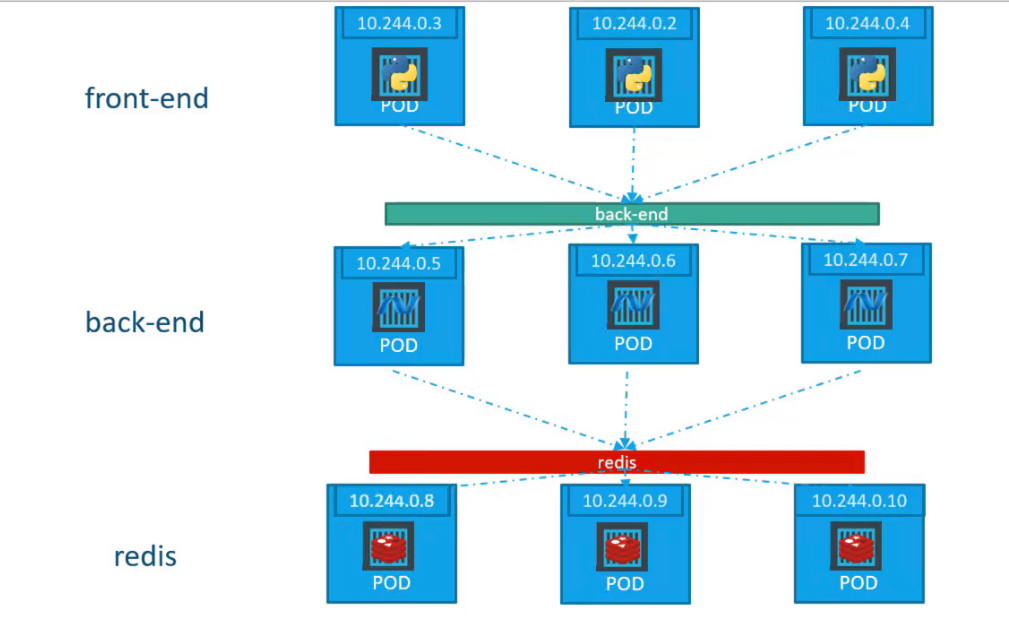 10.244.0.3
10.244.0.2
10.244.0.4
front-end
POD
POD
POD
back-end
10.244.0.5
10.244.0.6
10.244.0.7
back-end
POD
POD
POD
redis
10.244.0.8
10.244.0.9
10.244.0.10
redis
POD
POD
POD